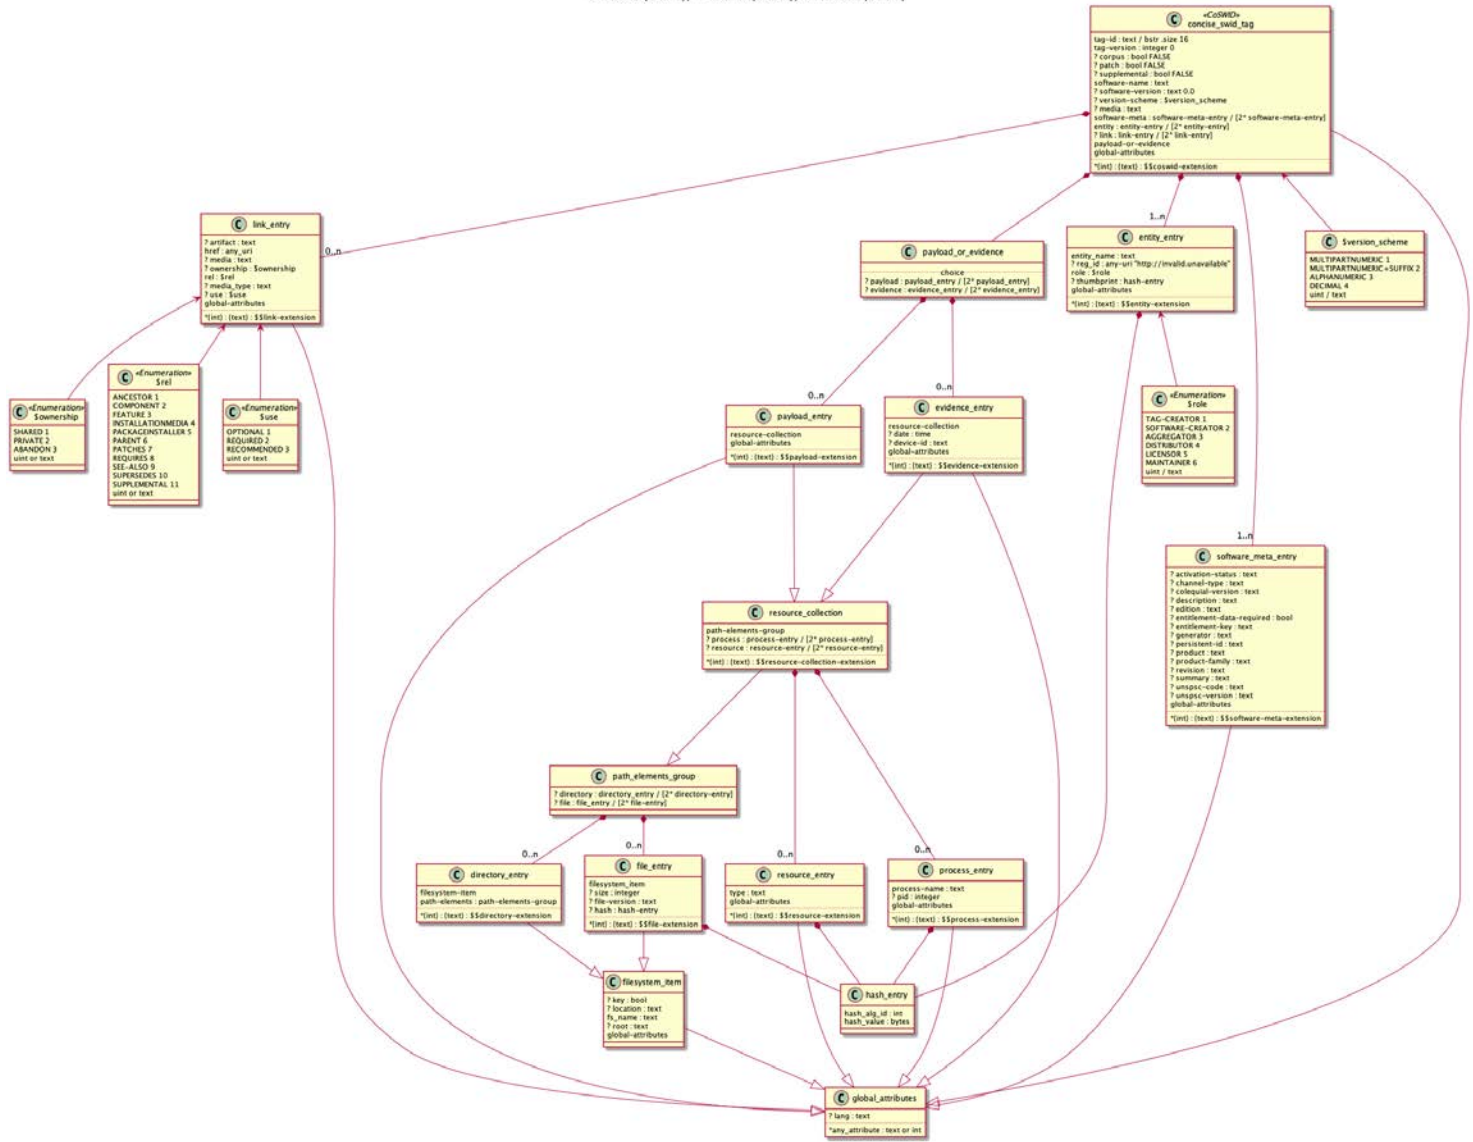 «CoSWID»
concise_swid_tag
tag-id : text / bstr .size 16
tag-version : integer 0
? corpus : bool FALSE
? patch : bool FALSE
? supplemental : bool FALSE
software-name : text
? software-version : text 0.0
? version-scheme : $version_scheme
? media : text
software-meta : software-meta-entry / [2* software-meta-entry]
entity : entity-entry / [2* entity-entry]
? link : link-entry / [2* link-entry]
payload-or-evidence
global-attributes
*(int) : (text) : $$coswid-extension
link_entry
? artifact : text
href : any_uri
? media : text
? ownership : $ownership
rel : $rel
? media_type : text
? use : $use
global-attributes
*(int) : (text) : $$link-extension
0..n
payload_or_evidence
choice
? payload : payload_entry / [2* payload_entry]
? evidence : evidence_entry / [2* evidence_entry]
1..n
entity_entry
entity_name : text
? reg_id : any-uri "http://invalid.unavailable"
role : $role
? thumbprint : hash-entry
global-attributes
*(int) : (text) : $$entity-extension
$version_scheme
MULTIPARTNUMERIC 1
MULTIPARTNUMERIC+SUFFIX 2
ALPHANUMERIC 3
DECIMAL 4
uint / text
«Enumeration»
$ownership
SHARED 1
PRIVATE 2
ABANDON 3
uint or text
«Enumeration»
$rel
ANCESTOR 1
COMPONENT 2
FEATURE 3
INSTALLATIONMEDIA 4
PACKAGEINSTALLER 5
PARENT 6
PATCHES 7
REQUIRES 8
SEE-ALSO 9
SUPERSEDES 10
SUPPLEMENTAL 11
uint or text
«Enumeration»
$use
OPTIONAL 1
REQUIRED 2
RECOMMENDED 3
uint or text
0..n
payload_entry
resource-collection
global-attributes
*(int) : (text) : $$payload-extension
0..n
evidence_entry
resource-collection
? date : time
? device-id : text
global-attributes
*(int) : (text) : $$evidence-extension
«Enumeration»
$role
TAG-CREATOR 1
SOFTWARE-CREATOR 2
AGGREGATOR 3
DISTRIBUTOR 4
LICENSOR 5
MAINTAINER 6
uint / text
1..n
software_meta_entry
? activation-status : text
? channel-type : text
? colequial-version : text
? description : text
? edition : text
? entitlement-data-required : bool
? entitlement-key : text
? generator : text
? persistent-id : text
? product : text
? product-family : text
? revision : text
? summary : text
? unspsc-code : text
? unspsc-version : text
global-attributes
*(int) : (text) : $$software-meta-extension
resource_collection
path-elements-group
? process : process-entry / [2* process-entry]
? resource : resource-entry / [2* resource-entry]
*(int) : (text) : $$resource-collection-extension
path_elements_group
? directory : directory_entry / [2* directory-entry]
? file : file_entry / [2* file-entry]
0..n
directory_entry
filesystem-item
path-elements : path-elements-group
*(int) : (text) : $$directory-extension
0..n
file_entry
filesystem_item
? size : integer
? file-version : text
? hash : hash-entry
*(int) : (text) : $$file-extension
0..n
resource_entry
type : text
global-attributes
*(int) : (text) : $$resource-extension
0..n
process_entry
process-name : text
? pid : integer
global-attributes
*(int) : (text) : $$process-extension
filesystem_item
? key : bool
? location : text
fs_name : text
? root : text
global-attributes
hash_entry
hash_alg_id : int
hash_value : bytes
global_attributes
? lang : text
*any_attribute : text or int